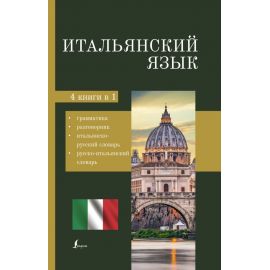 ИТАЛЬЯНСКИЙ
ЯЗЫК
4 книги в 1
• грамматика
• разговорник
• итальянско-
русский словарь
• русско-итальянский
словарь